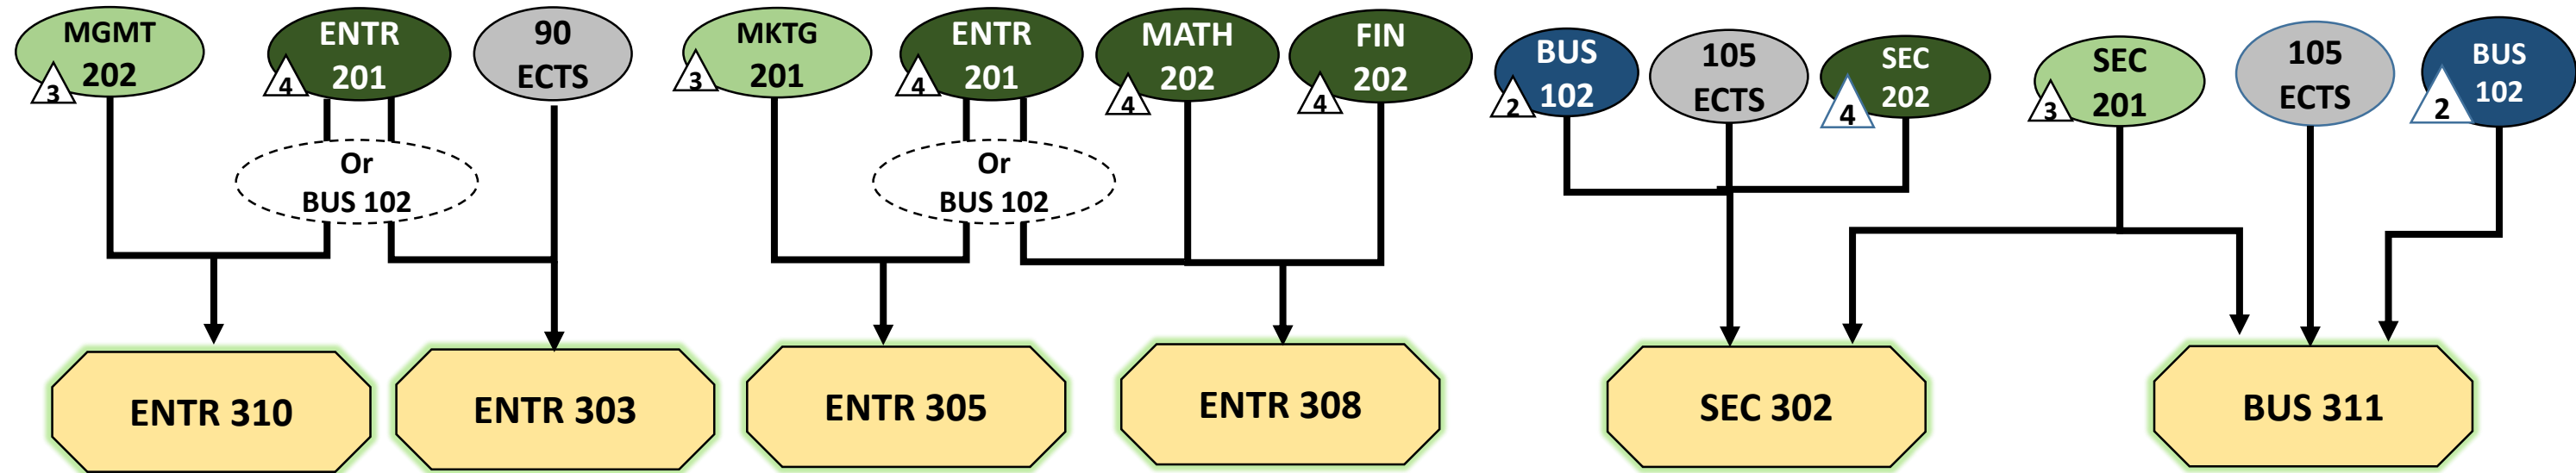 MGMT
202
3
ENTR
201
4
90
ECTS
MKTG
201
3
ENTR
201
4
MATH
202
4
FIN
202
4
BUS
102
2
105
ECTS
SEC
202
4
SEC
201
3
105
ECTS
BUS
102
2
Or
BUS 102
Or
BUS 102
ENTR 310
ENTR 303
ENTR 305
ENTR 308
SEC 302
BUS 311